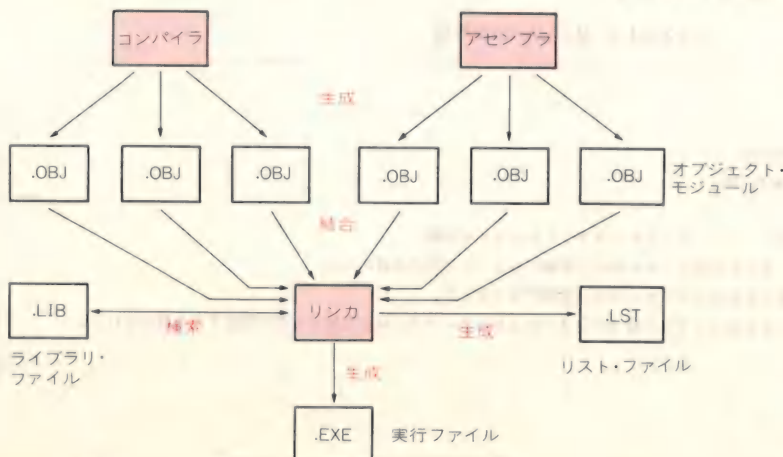 コンパイラ
アセンブラ
生成
.OBJ
.OBJ
.OBJ
.OBJ
.OBJ
.OBJ
オブジェクト・
モジュール
結合
.LIB
検索
リンカ
生成
.LST
ライブラリ・
ファイル
リスト・ファイル
生成
.EXE
実行ファイル